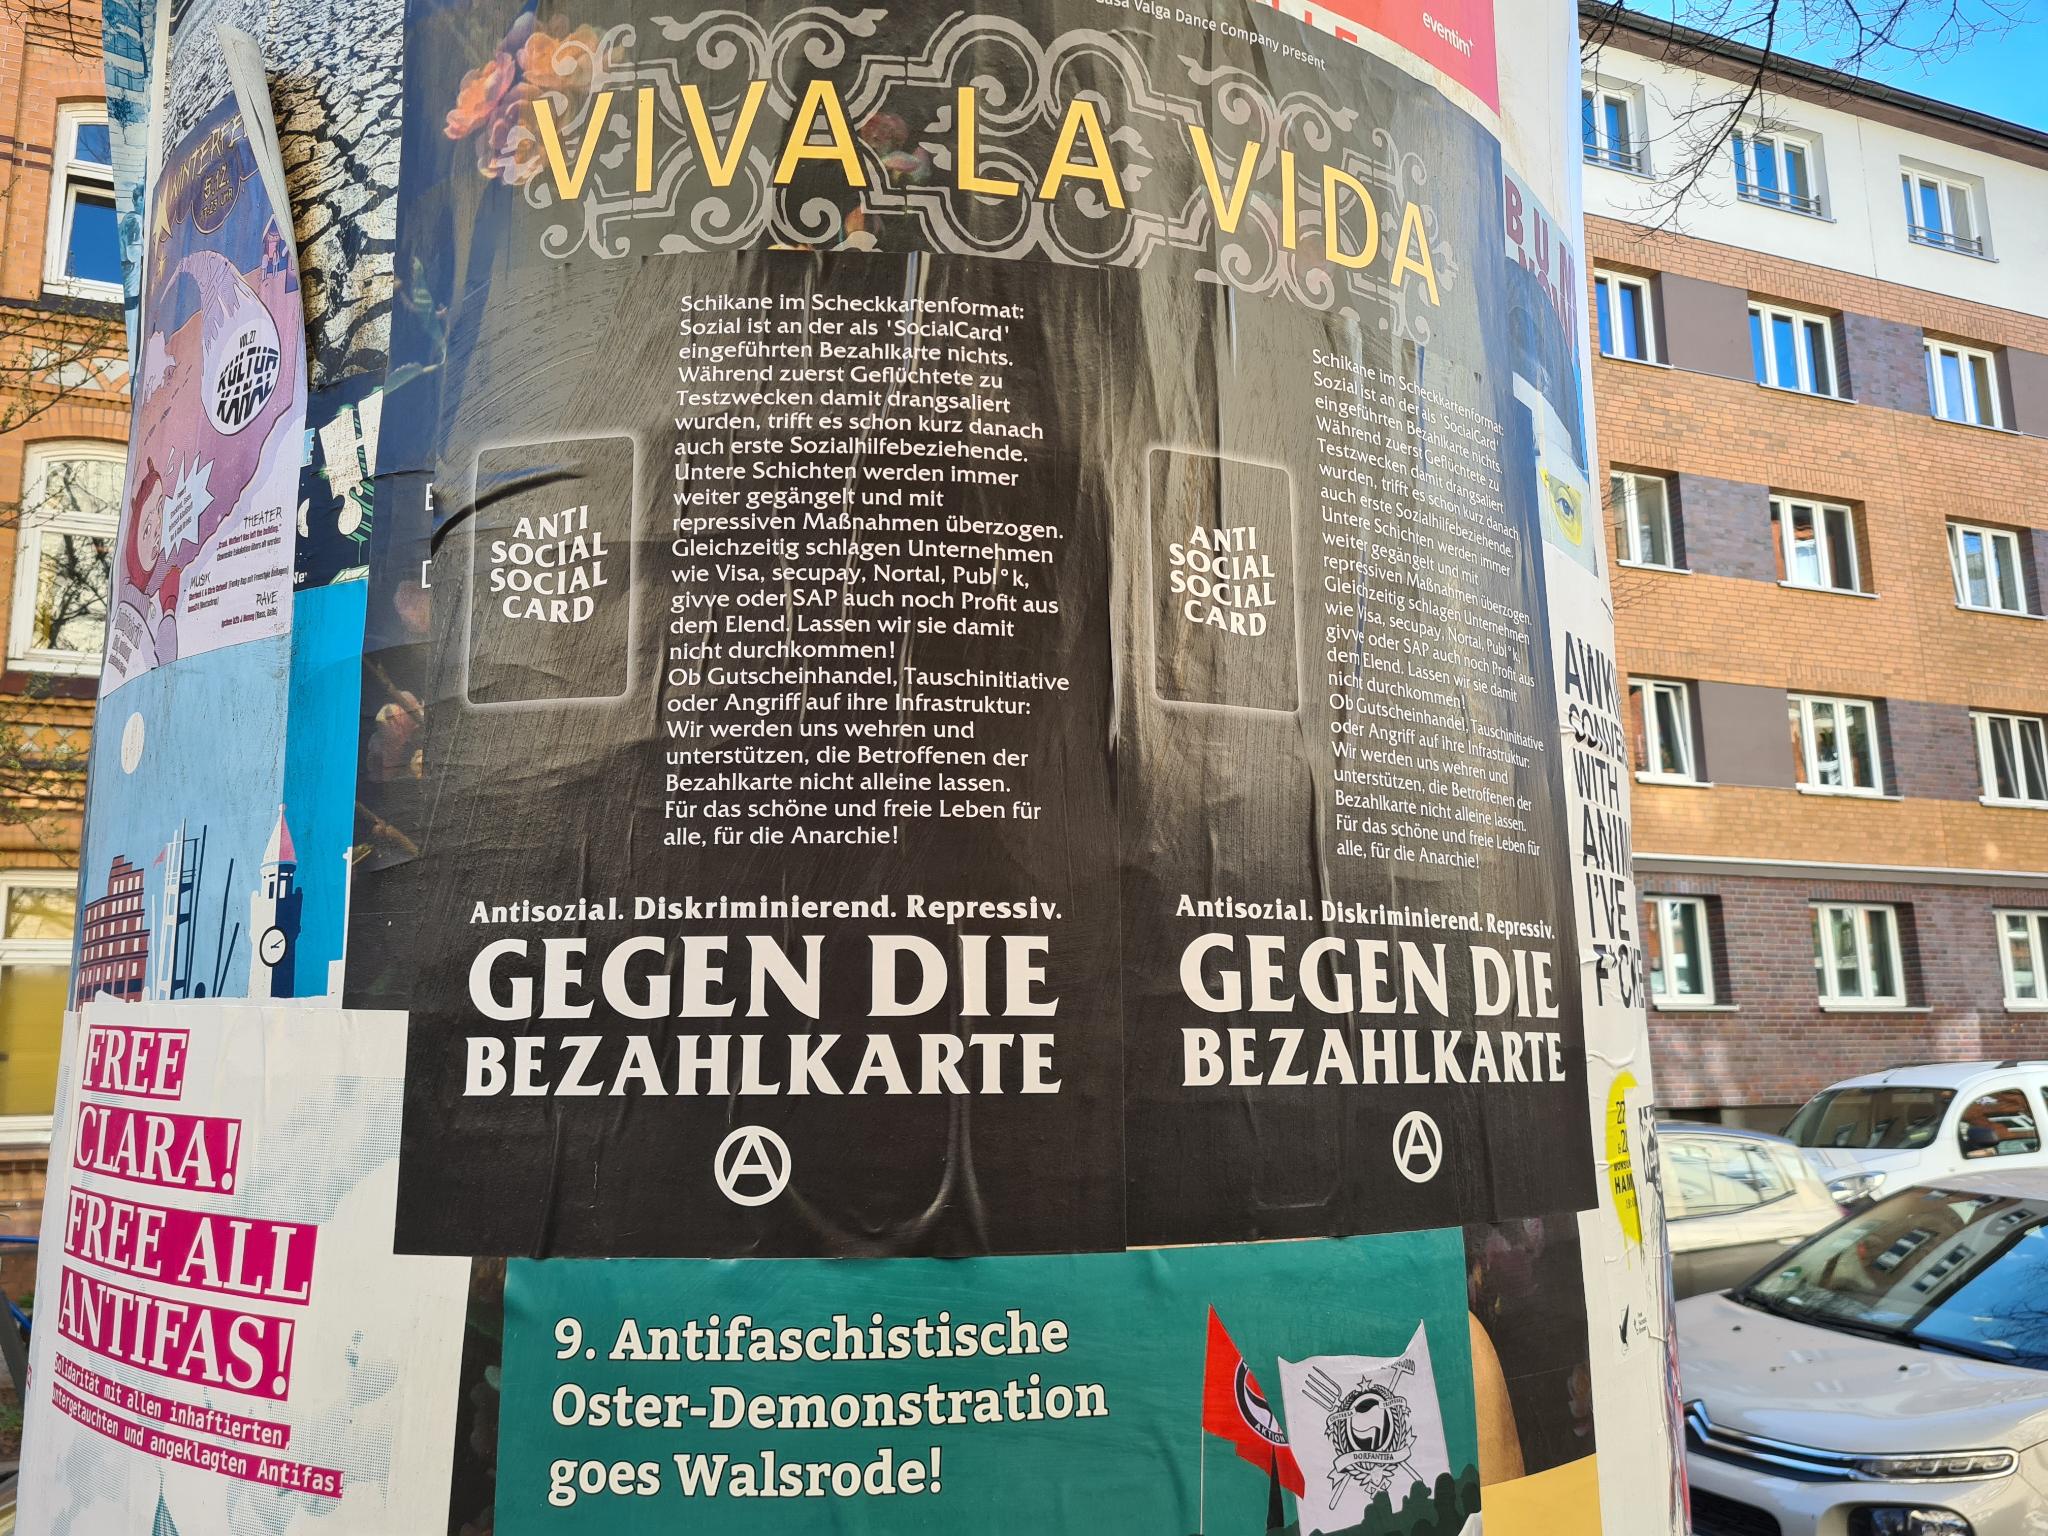 Valga Dance Company present
eventim
VIVA LA VIDA
WINTERFE
5.12.
VOL.27
KULTUR
KANAL
THEATER
MUSIK
RAVE
Schikane im Scheckkartenformat:
Sozial ist an der als 'SocialCard'
eingeführten Bezahlkarte nichts.
Während zuerst Geflüchtete zu
Testzwecken damit drangsaliert
wurden, trifft es schon kurz danach
auch erste Sozialhilfebeziehende.
Untere Schichten werden immer
weiter gegängelt und mit
repressiven Maßnahmen überzogen.
Gleichzeitig schlagen Unternehmen
wie Visa, secupay, Nortal, Publ°k,
givve oder SAP auch noch Profit aus
dem Elend. Lassen wir sie damit
nicht durchkommen!
Ob Gutscheinhandel, Tauschinitiative
oder Angriff auf ihre Infrastruktur:
Wir werden uns wehren und
unterstützen, die Betroffenen der
Bezahlkarte nicht alleine lassen.
Für das schöne und freie Leben für
alle, für die Anarchie!
ANTI
SOCIAL
SOCIAL
CARD
Antisozial. Diskriminierend. Repressiv.
GEGEN DIE
BEZAHLKARTE
Schikane im Scheckkartenformat:
Sozial ist an der als 'SocialCard'
eingeführten Bezahlkarte nichts.
Während zuerst Geflüchtete zu
Testzwecken damit drangsaliert
wurden, trifft es schon kurz danach
auch erste Sozialhilfebeziehende.
Untere Schichten werden immer
weiter gegängelt und mit
repressiven Maßnahmen überzogen.
Gleichzeitig schlagen Unternehmen
wie Visa, secupay, Nortal, Publ°k,
givve oder SAP auch noch Profit aus
dem Elend. Lassen wir sie damit
nicht durchkommen!
Ob Gutscheinhandel, Tauschinitiative
oder Angriff auf ihre Infrastruktur:
Wir werden uns wehren und
unterstützen, die Betroffenen der
Bezahlkarte nicht alleine lassen.
Für das schöne und freie Leben für
alle, für die Anarchie!
ANTI
SOCIAL
SOCIAL
CARD
Antisozial. Diskriminierend. Repressiv.
GEGEN DIE
BEZAHLKARTE
AWK
CONVE
WITH
ANIM
I'VE
F*CKE
FREE
CLARA!
FREE ALL
ANTIFAS!
Solidarität mit allen inhaftierten,
untergetauchten und angeklagten Antifas!
9. Antifaschistische
Oster-Demonstration
goes Walsrode!
AKTION
DORFANTIFA